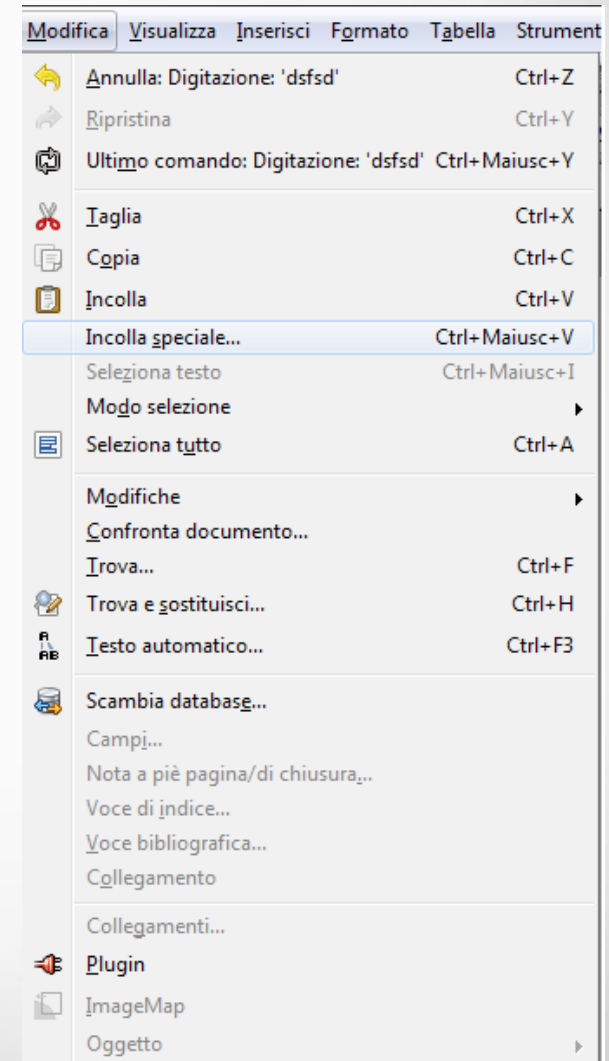 Modifica Visualizza Inserisci Formato Tabella Strument
Annulla: Digitazione: 'dsfsd' Ctrl+Z
Ripristina Ctrl+Y
Ultimo comando: Digitazione: 'dsfsd' Ctrl+Maiusc+Y
Taglia Ctrl+X
Copia Ctrl+C
Incolla Ctrl+V
Incolla speciale... Ctrl+Maiusc+V
Seleziona testo Ctrl+Maiusc+I
Modo selezione
Seleziona tutto Ctrl+A
Modifiche
Confronta documento...
Trova... Ctrl+F
Trova e sostituisci... Ctrl+H
Testo automatico... Ctrl+F3
Scambia database...
Campi...
Nota a piè pagina/di chiusura...
Voce di indice...
Voce bibliografica...
Collegamento
Collegamenti...
Plugin
ImageMap
Oggetto